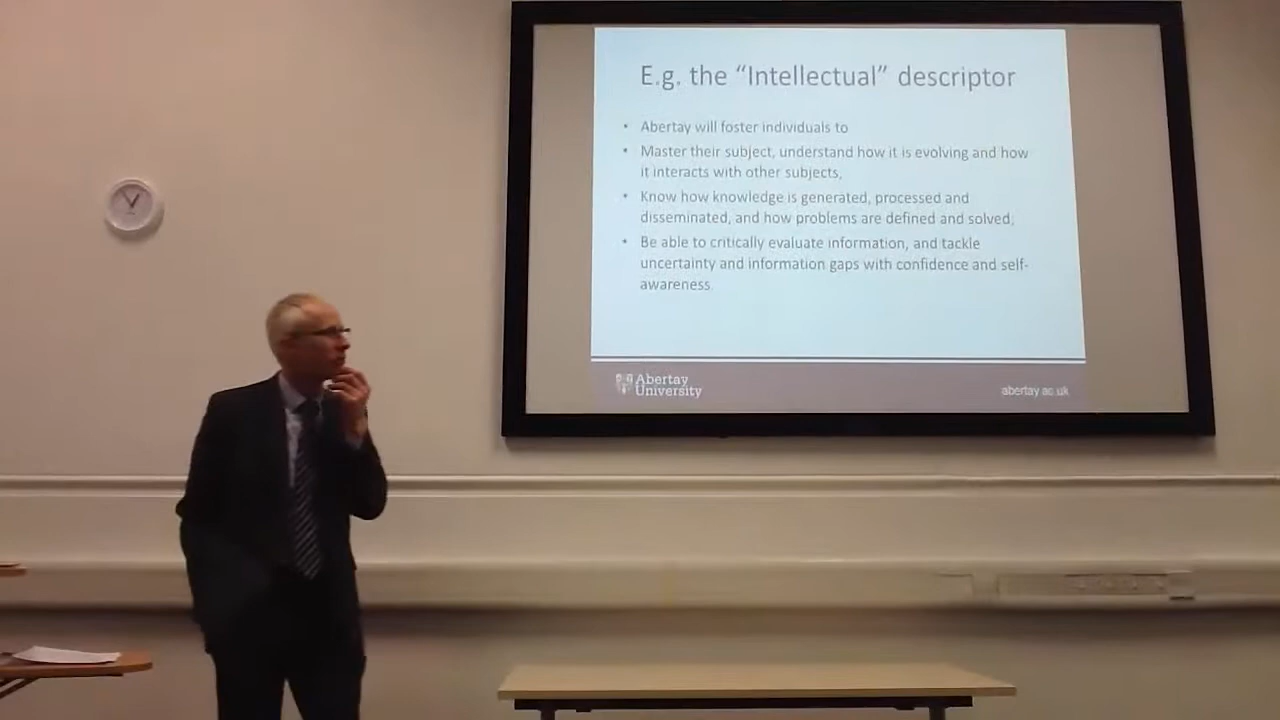 E.g. the “Intellectual” descriptor
• Abertay will foster individuals to
• Master their subject, understand how it is evolving and how
it interacts with other subjects,
• Know how knowledge is generated, processed and
disseminated, and how problems are defined and solved,
• Be able to critically evaluate information, and tackle
uncertainty and information gaps with confidence and self-
awareness.
Abertay
University
abertay.ac.uk